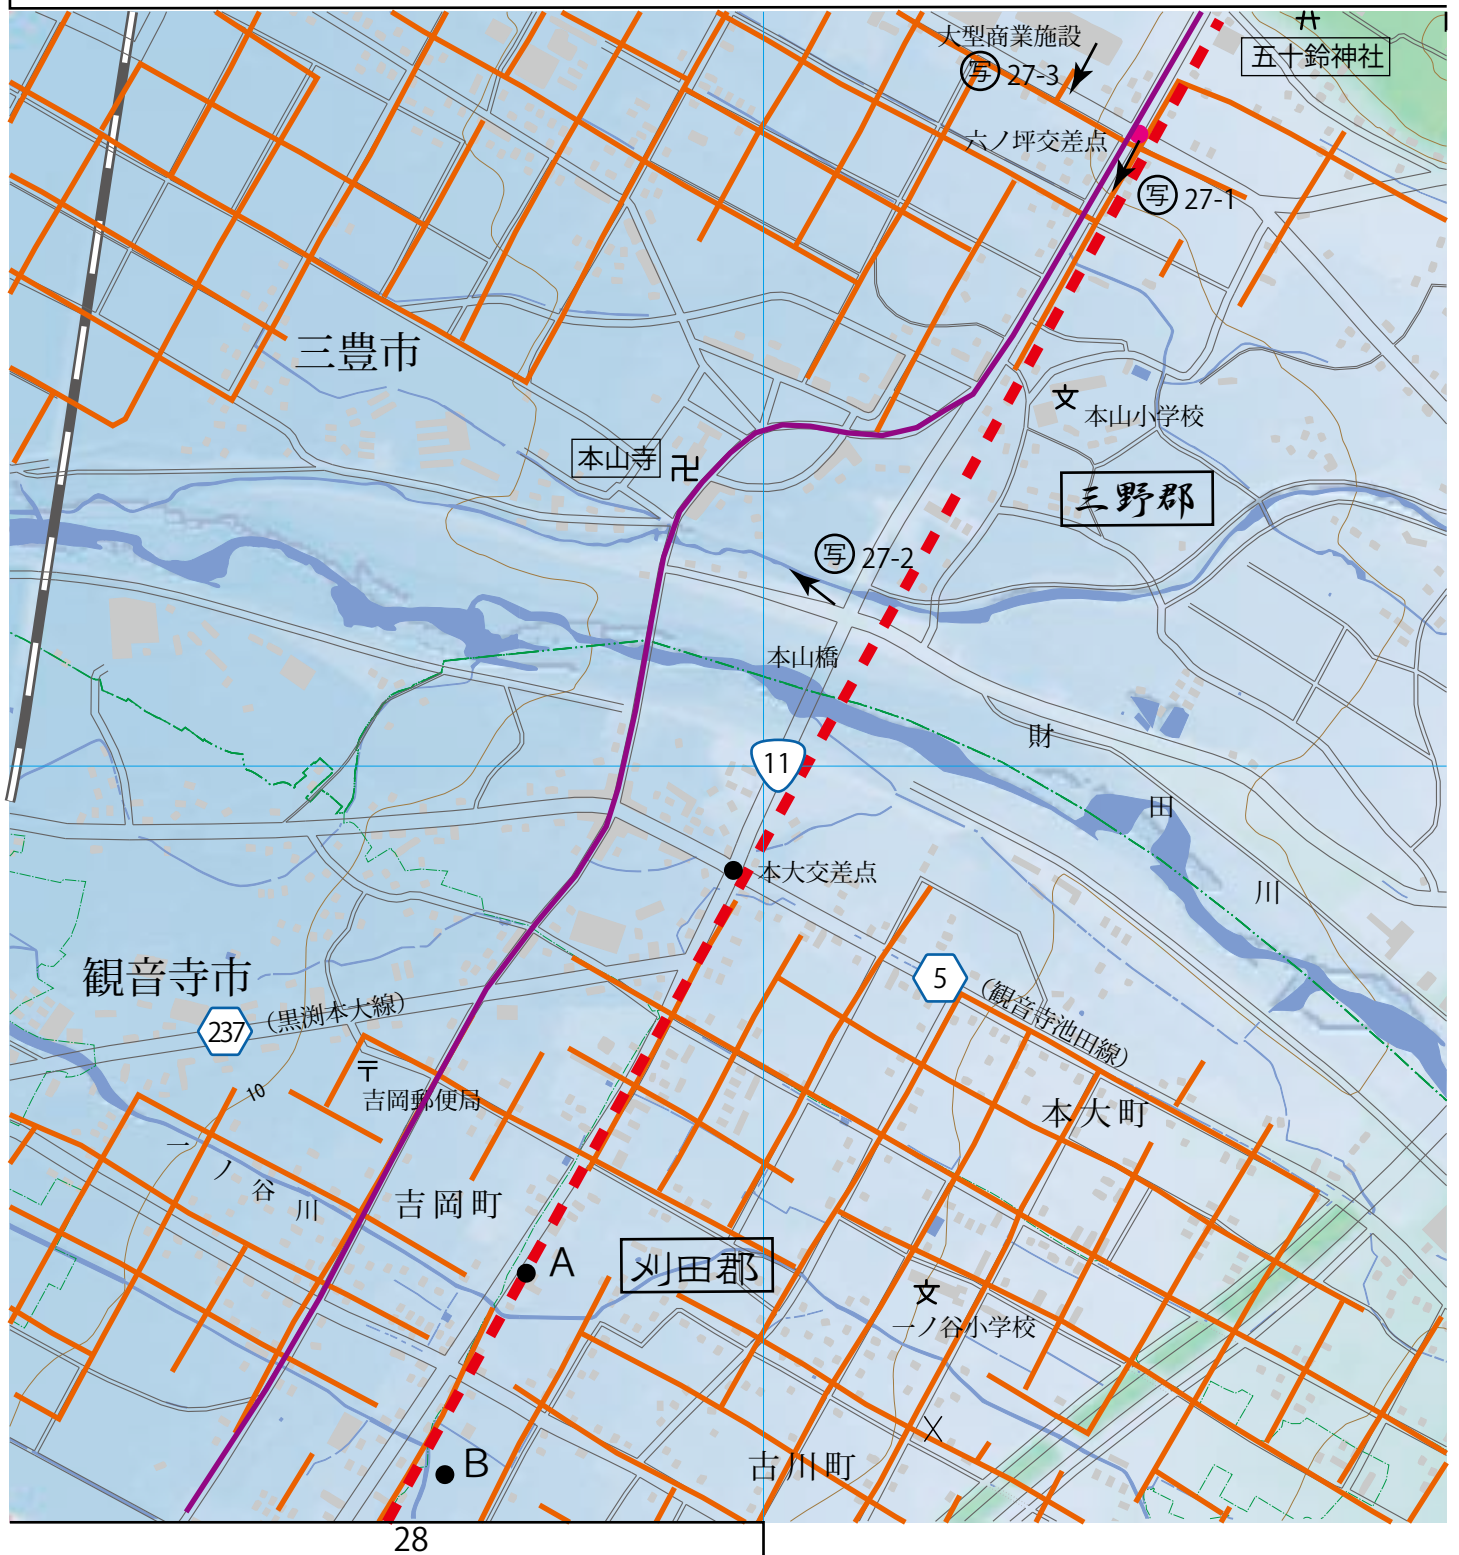 大型商業施設
五十鈴神社
写 27-3
六ノ坪交差点
写 27-1
三豊市
文
本山小学校
本山寺
三野郡
写 27-2
本山橋
財
田
川
11
本大交差点
観音寺市
237
(黒渕本大線)
5
(観音寺池田線)
〒
吉岡郵便局
10
本大町
一
ノ
谷
川
吉岡町
A
刈田郡
文
一ノ谷小学校
B
古川町
28